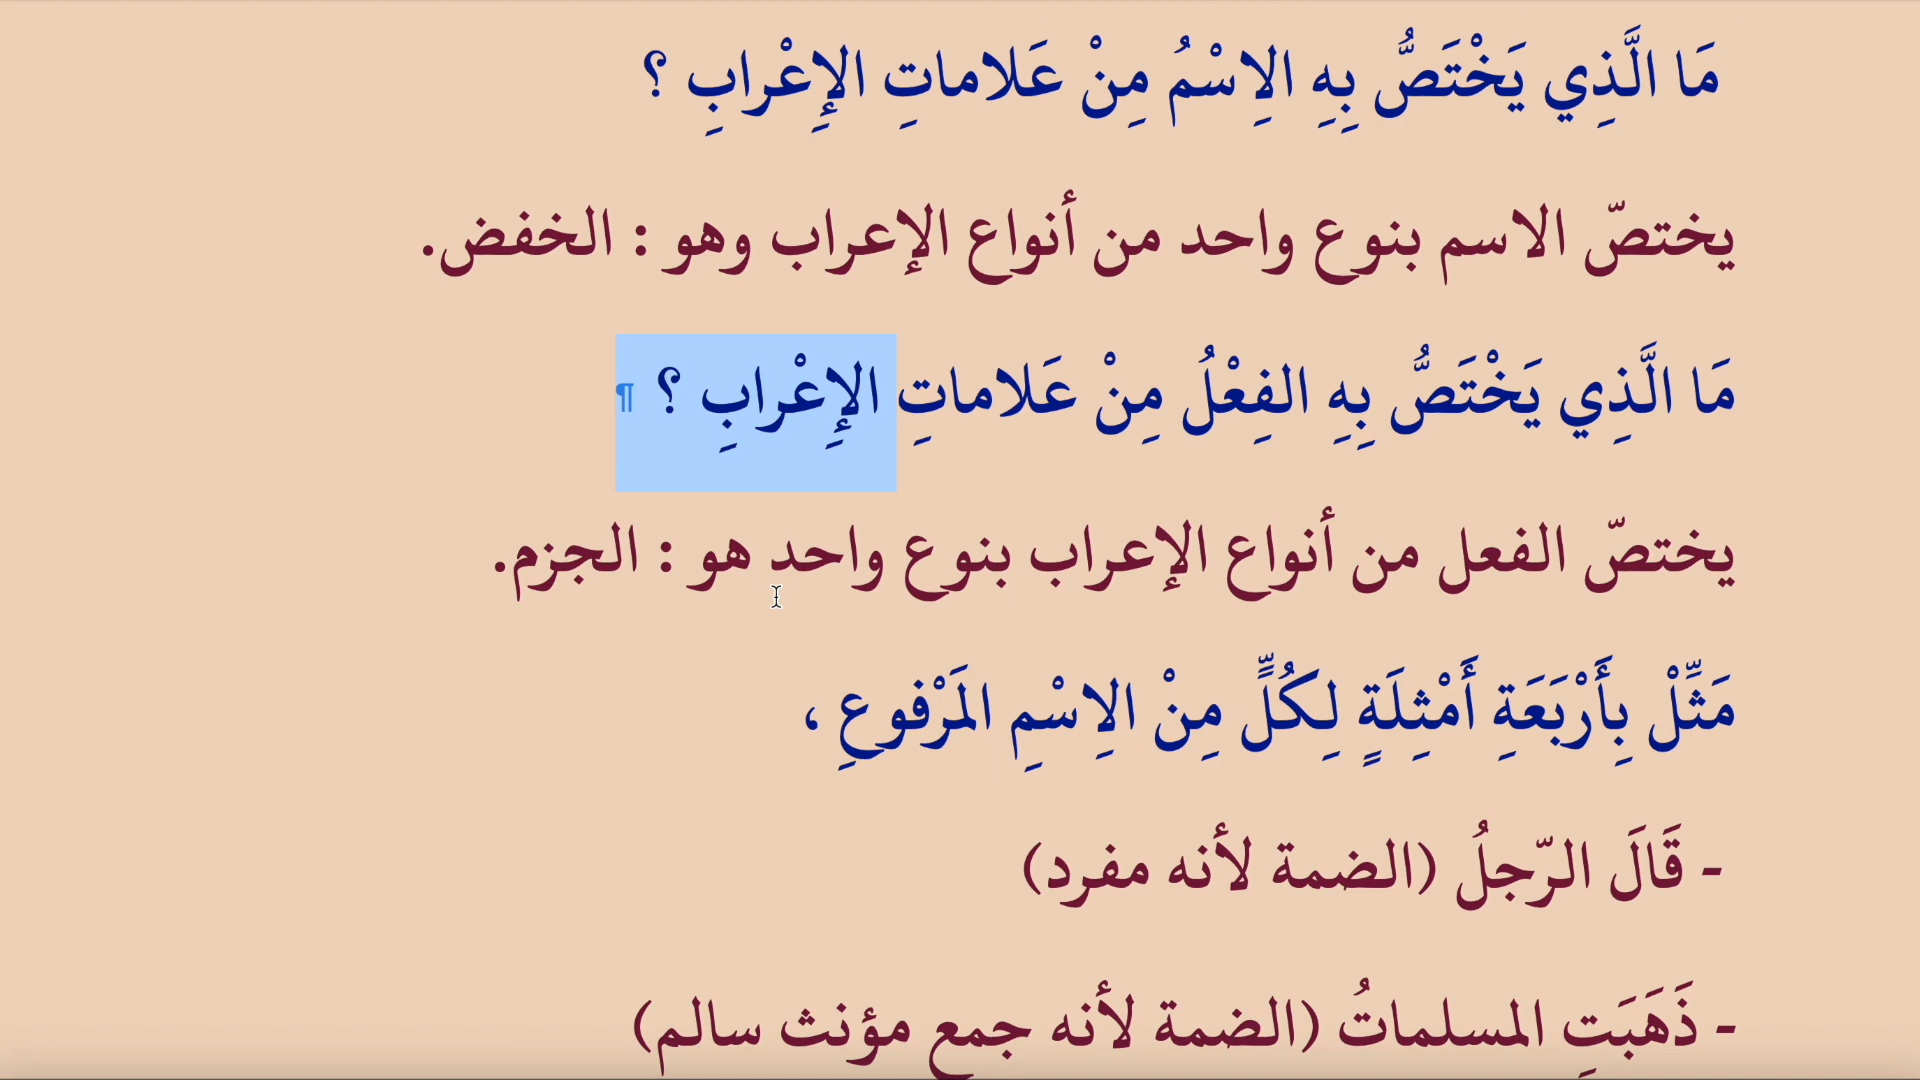 مَا الَّذِي يَخْتَصُّ بِهِ الِاسْمُ مِنْ عَلاماتِ الإِعْرابِ ؟
يختصّ الاسم بنوع واحد من أنواع الإعراب وهو : الخفض.
مَا الَّذِي يَخْتَصُّ بِهِ الفِعْلُ مِنْ عَلاماتِ الإِعْرابِ ؟ ¶
يختصّ الفعل من أنواع الإعراب بنوع واحد هو : الجزم.
مَثِّلْ بِأَرْبَعَةِ أَمْثِلَةٍ لِكُلٍّ مِنْ الِاسْمِ المَرْفوعِ ،
- قَالَ الرّجلُ (الضمة لأنه مفرد)
- ذَهَبَتِ المسلماتُ (الضمة لأنه جمع مؤنث سالم)